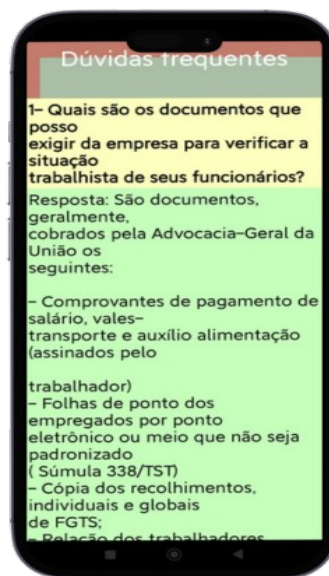 Dúvidas frequentes
1– Quais são os documentos que
posso
exigir da empresa para verificar a
situação
trabalhista de seus funcionários?
Resposta: São documentos,
geralmente,
cobrados pela Advocacia–Geral da
União os
seguintes:
– Comprovantes de pagamento de
salário, vales–
transporte e auxílio alimentação
(assinados pelo
trabalhador)
– Folhas de ponto dos
empregados por ponto
eletrônico ou meio que não seja
padronizado
( Súmula 338/TST)
– Cópia dos recolhimentos,
individuais e globais
de FGTS;
– Relação dos trabalhadores